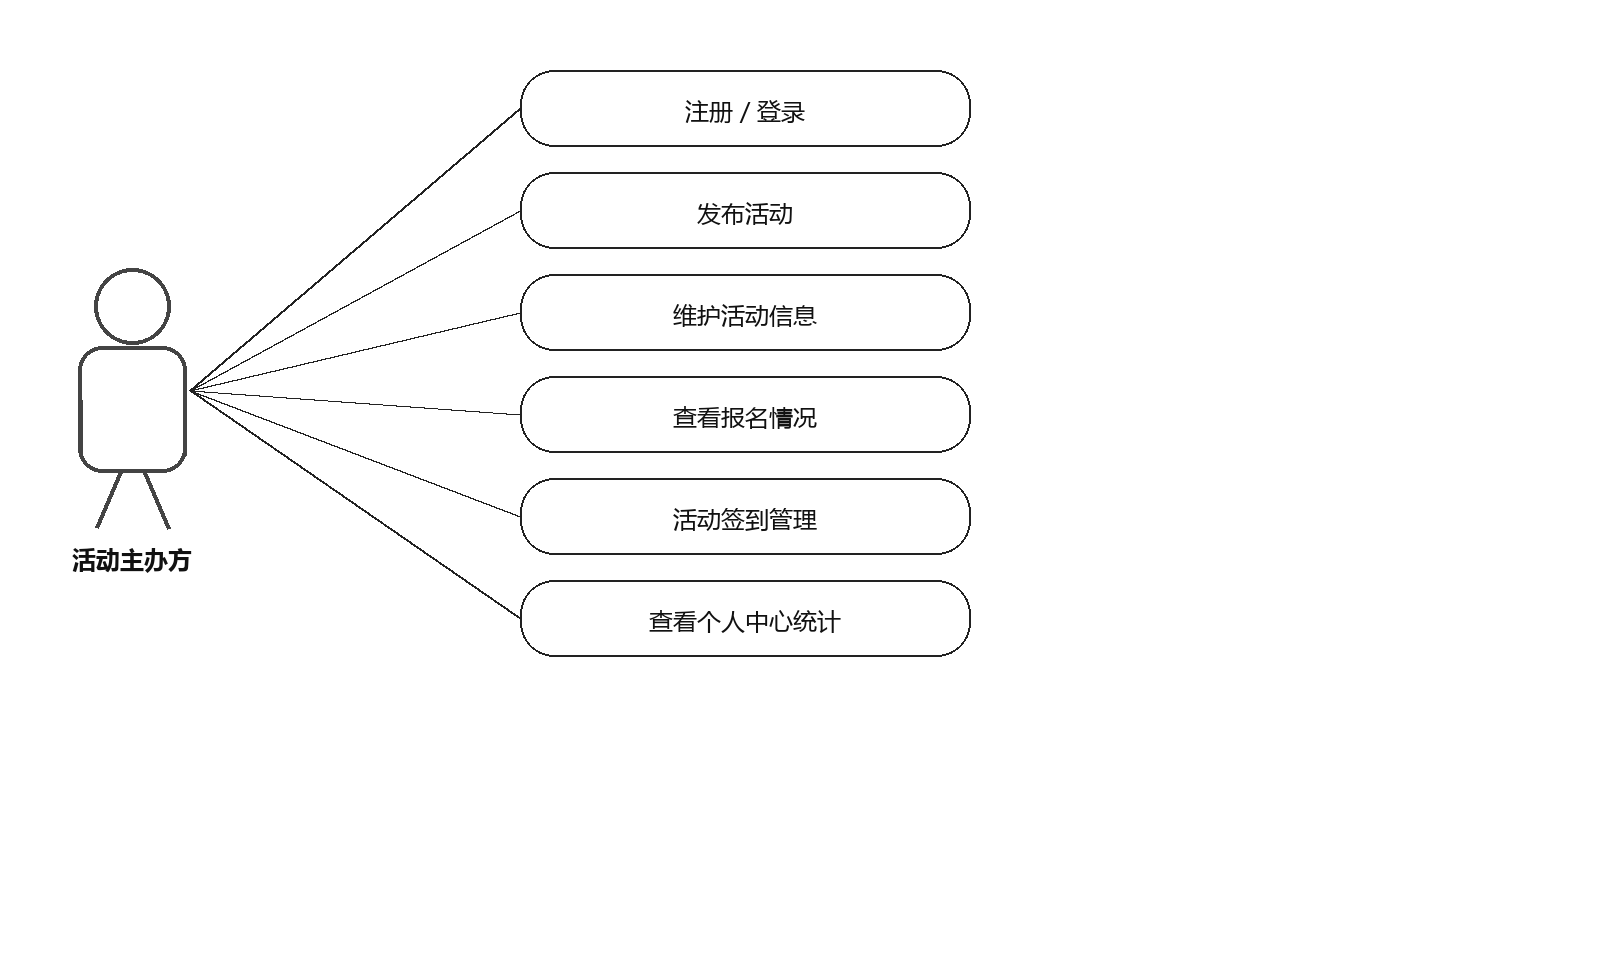 注册 / 登录
发布活动
维护活动信息
查看报名情况
活动签到管理
查看个人中心统计
活动主办方